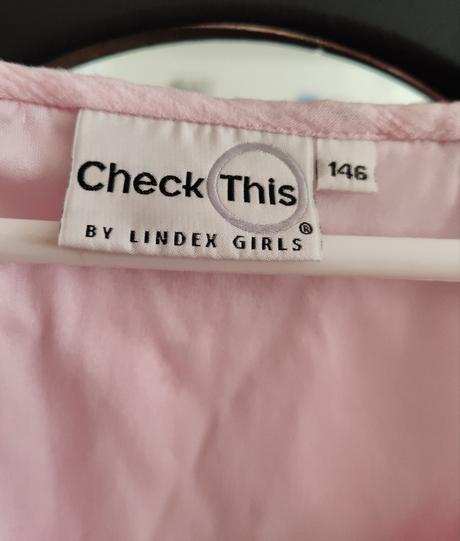 Check This
®
BY LINDEX GIRLS
146